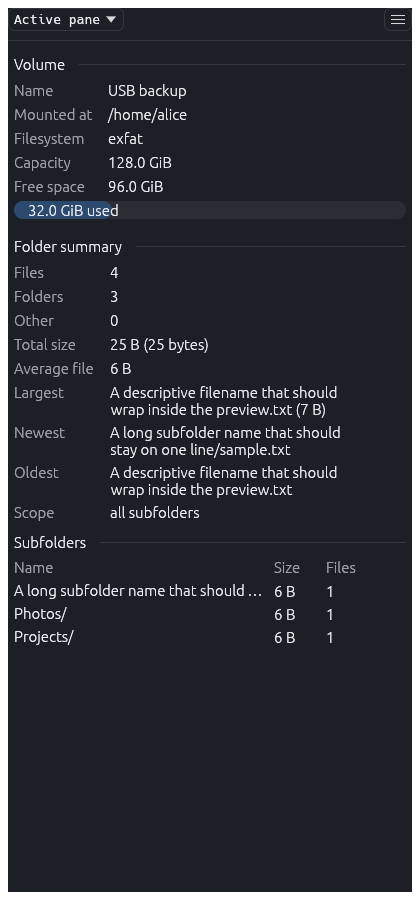 Active pane
Volume
Name USB backup
Mounted at /home/alice
Filesystem exfat
Capacity 128.0 GiB
Free space 96.0 GiB
32.0 GiB used
Folder summary
Files 4
Folders 3
Other 0
Total size 25 B (25 bytes)
Average file 6 B
Largest A descriptive filename that should
wrap inside the preview.txt (7 B)
Newest A long subfolder name that should
stay on one line/sample.txt
Oldest A descriptive filename that should
wrap inside the preview.txt
Scope all subfolders
Subfolders
Name Size Files
A long subfolder name that should … 6 B 1
Photos/ 6 B 1
Projects/ 6 B 1